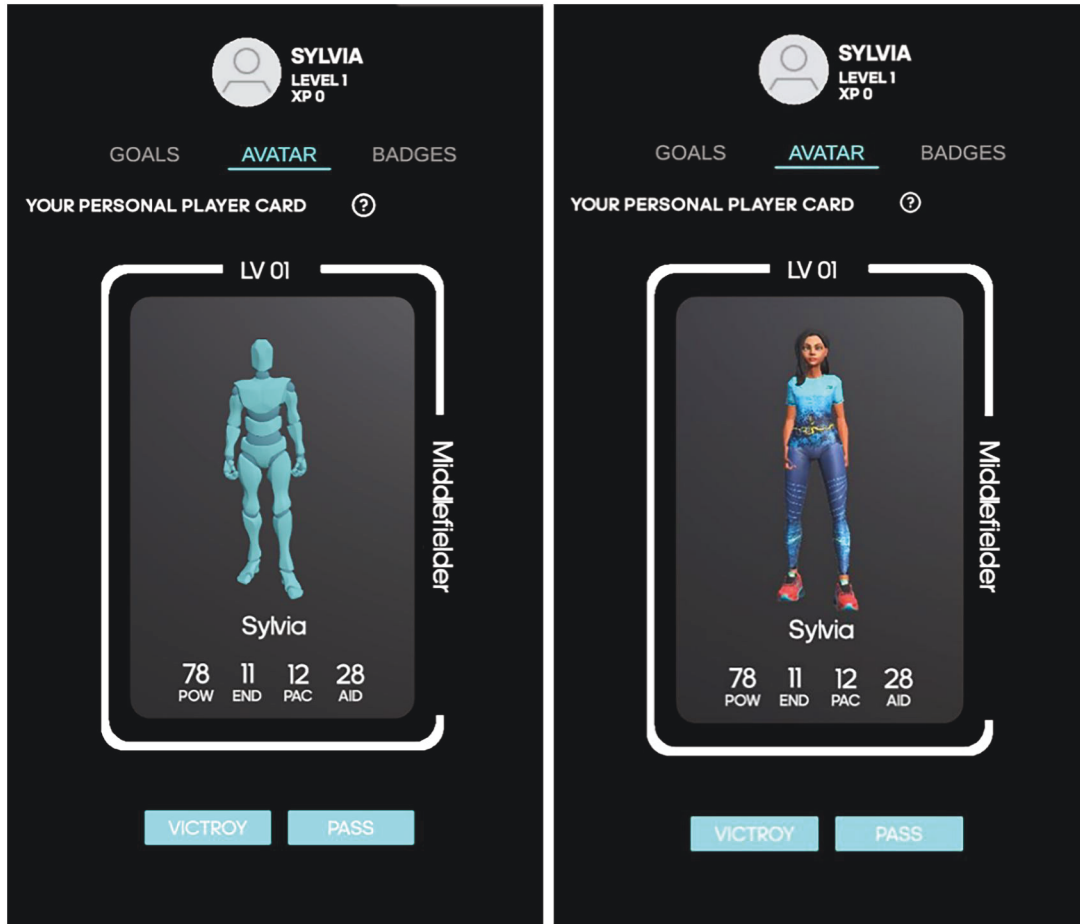 SYLVIA
LEVEL 1
XP 0
GOALS AVATAR BADGES
YOUR PERSONAL PLAYER CARD ?
LV 01
Middlefielder
Sylvia
78 11 12 28
POW END PAC AID
VICTROY PASS
SYLVIA
LEVEL 1
XP 0
GOALS AVATAR BADGES
YOUR PERSONAL PLAYER CARD ?
LV 01
Middlefielder
Sylvia
78 11 12 28
POW END PAC AID
VICTROY PASS